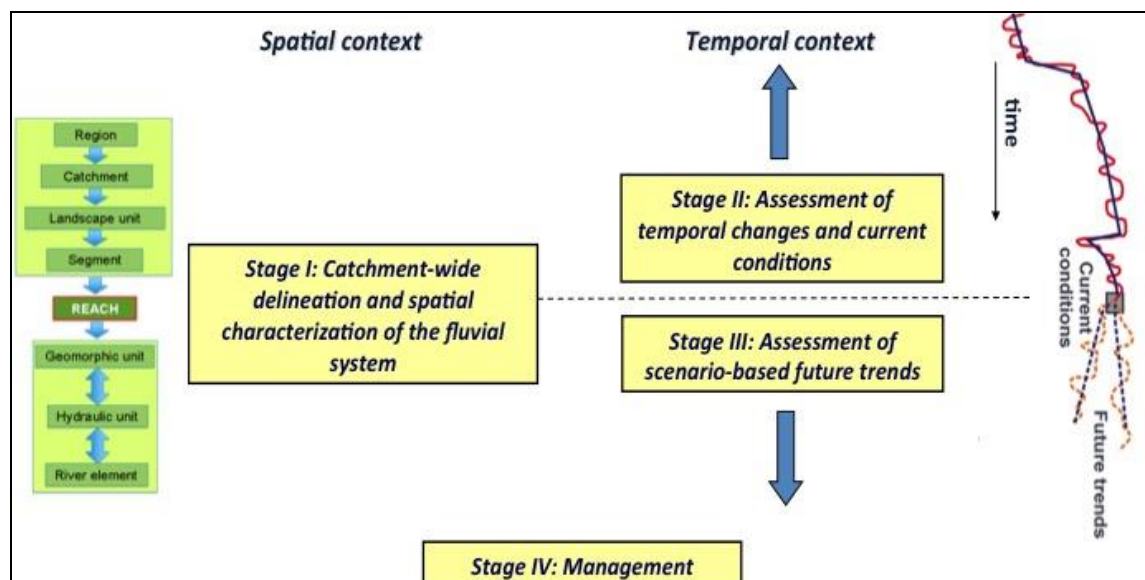 Spatial context
Temporal context
Region
Catchment
Landscape unit
Segment
REACH
Geomorphic unit
Hydraulic unit
River element
Stage I: Catchment-wide
delineation and spatial
characterization of the fluvial
system
Stage II: Assessment of
temporal changes and current
conditions
Stage III: Assessment of
scenario-based future trends
time
Current
conditions
Future trends
Stage IV: Management